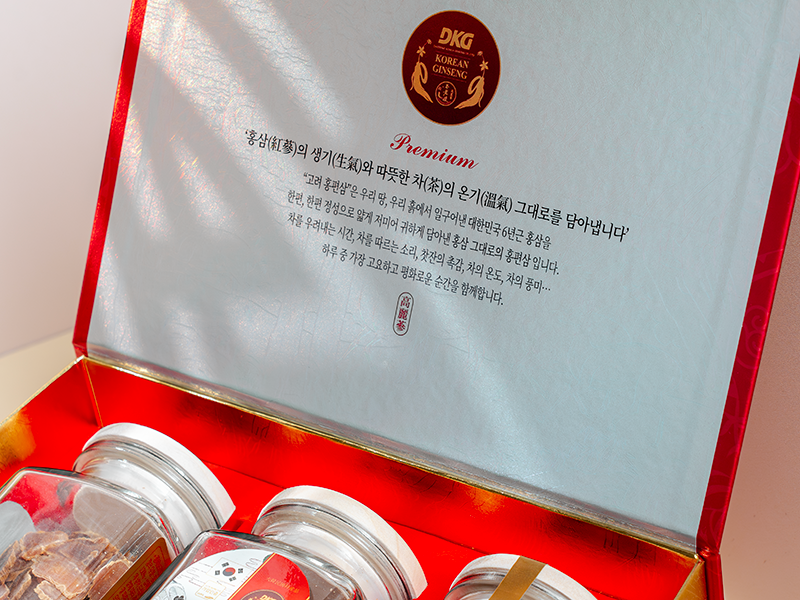 DKG
KOREAN
GINSENG
Premium
‘홍삼(紅蔘)의 생기(生氣)와 따뜻한 차(茶)의 온기(溫氣) 그대로를 담아냅니다’
“고려 홍편삼”은 우리 땅, 우리 흙에서 일구어낸 대한민국 6년근 홍삼을
한편, 한편 정성으로 얇게 저미어 귀하게 담아낸 홍삼 그대로의 홍편삼 입니다.
차를 우려내는 시간, 차를 따르는 소리, 찻잔의 촉감, 차의 온도, 차의 풍미…
하루 중 가장 고요하고 평화로운 순간을 함께합니다.
高麗蔘
DKG